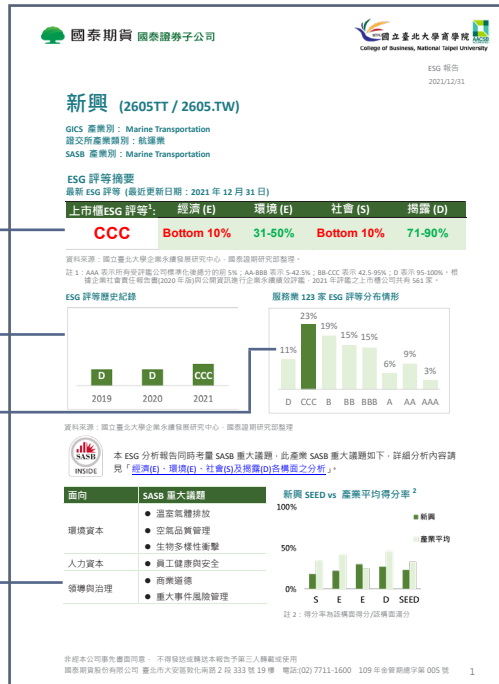 國泰期貨 國泰證券子公司
國立臺北大學商學院
College of Business, National Taipei University
ESG 報告
2021/12/31
新興 (2605TT / 2605.TW)
GICS 產業別： Marine Transportation
證交所產業類別：航運業
SASB 產業別：Marine Transportation
ESG 評等摘要
最新 ESG 評等 (最近更新日期：2021 年 12 月 31 日)
上市櫃ESG 評等1: 經濟 (E) 環境 (E) 社會 (S) 揭露 (D)
CCC Bottom 10% 31-50% Bottom 10% 71-90%
資料來源：國立臺北大學企業永續發展研究中心、國泰證期研究部整理。
註 1：AAA 表示所有受評鑑公司標準化後總分的前 5%；AA-BBB 表示 5-42.5%；BB-CCC 表示 42.5-95%；D 表示 95-100%。根
據企業社會責任報告書(2020 年版)與公開資訊進行企業永續績效評鑑，2021 年評鑑之上市櫃公司共有 561 家。
ESG 評等歷史紀錄
D D CCC
2019 2020 2021
服務業 123 家 ESG 評等分布情形
11% 23% 19% 15% 15% 6% 9% 3%
D CCC B BB BBB A AA AAA
資料來源：國立臺北大學企業永續發展研究中心、國泰證期研究部整理
SASB
INSIDE
本 ESG 分析報告同時考量 SASB 重大議題，此產業 SASB 重大議題如下，詳細分析內容請
見「經濟(E)、環境(E)、社會(S)及揭露(D)各構面之分析」。
面向 SASB 重大議題
環境資本
● 溫室氣體排放
● 空氣品質管理
● 生物多樣性衝擊
人力資本 ● 員工健康與安全
領導與治理
● 商業道德
● 重大事件風險管理
新興 SEED vs 產業平均得分率 2
100%
50%
0%
新興
產業平均
S E E D SEED
註 2：得分率為該構面得分/該構面滿分
非經本公司事先書面同意， 不得發送或轉送本報告予第三人轉載或使用
國泰期貨股份有限公司 臺北市大安區敦化南路 2 段 333 號 19 樓 電話:(02) 7711-1600 109 年金管期總字第 005 號 1